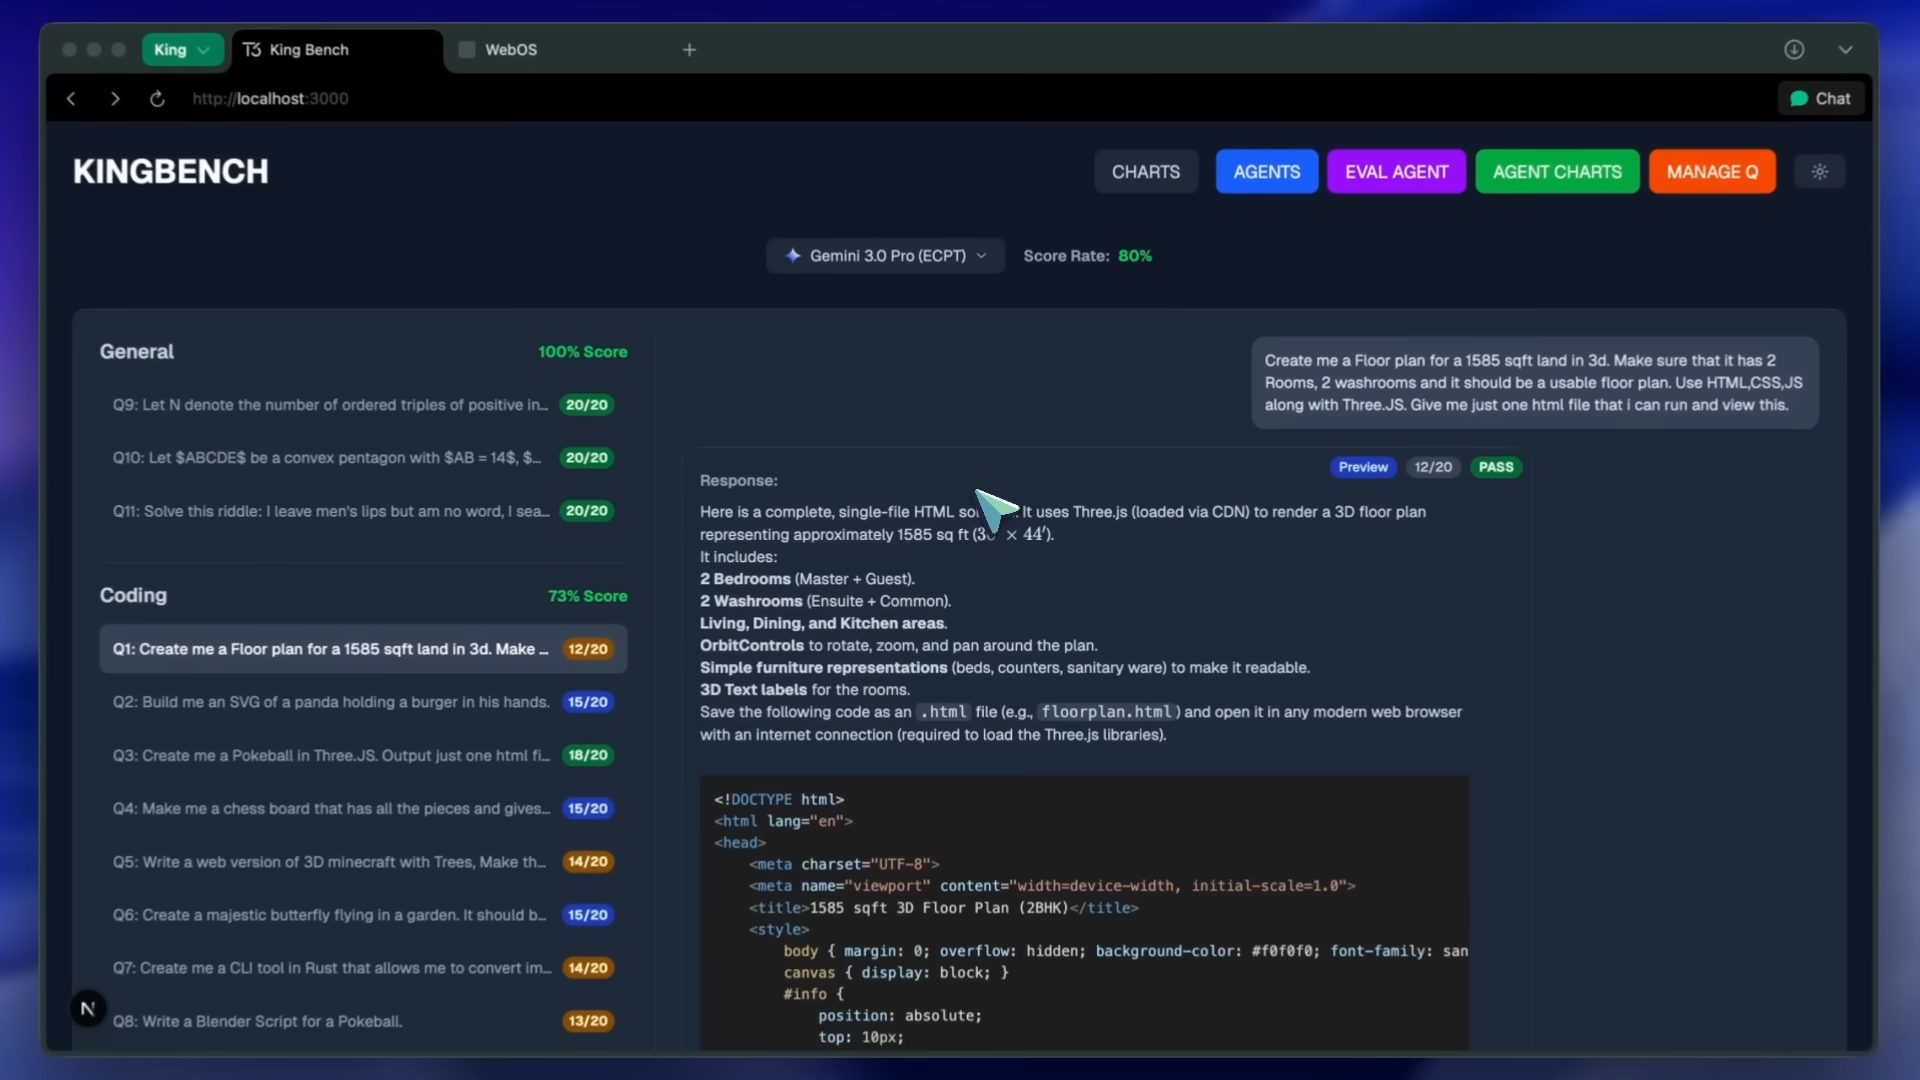 King
King Bench
WebOS
http://localhost:3000
Chat
KINGBENCH
CHARTS
AGENTS
EVAL AGENT
AGENT CHARTS
MANAGE Q
Gemini 3.0 Pro (ECPT)
Score Rate: 80%
General
100% Score
Q9: Let N denote the number of ordered triples of positive in...
20/20
Q10: Let $ABCDE$ be a convex pentagon with $AB = 14$, $...
20/20
Q11: Solve this riddle: I leave men's lips but am no word, I sea...
20/20
Coding
73% Score
Q1: Create me a Floor plan for a 1585 sqft land in 3d. Make ...
12/20
Q2: Build me an SVG of a panda holding a burger in his hands.
15/20
Q3: Create me a Pokeball in Three.JS. Output just one html fi...
18/20
Q4: Make me a chess board that has all the pieces and gives...
15/20
Q5: Write a web version of 3D minecraft with Trees, Make th...
14/20
Q6: Create a majestic butterfly flying in a garden. It should b...
15/20
Q7: Create me a CLI tool in Rust that allows me to convert im...
14/20
N
Q8: Write a Blender Script for a Pokeball.
13/20
Create me a Floor plan for a 1585 sqft land in 3d. Make sure that it has 2
Rooms, 2 washrooms and it should be a usable floor plan. Use HTML,CSS,JS
along with Three.JS. Give me just one html file that i can run and view this.
Preview
12/20
PASS
Response:
Here is a complete, single-file HTML It uses Three.js (loaded via CDN) to render a 3D floor plan
representing approximately 1585 sq ft ( × 44′).
It includes:
2 Bedrooms (Master + Guest).
2 Washrooms (Ensuite + Common).
Living, Dining, and Kitchen areas.
OrbitControls to rotate, zoom, and pan around the plan.
Simple furniture representations (beds, counters, sanitary ware) to make it readable.
3D Text labels for the rooms.
Save the following code as an .html file (e.g., floorplan.html) and open it in any modern web browser
with an internet connection (required to load the Three.js libraries).
<!DOCTYPE html>
<html lang="en">
<head>
<meta charset="UTF-8">
<meta name="viewport" content="width=device-width, initial-scale=1.0">
<title>1585 sqft 3D Floor Plan (2BHK)</title>
<style>
body { margin: 0; overflow: hidden; background-color: #f0f0f0; font-family: san
canvas { display: block; }
#info {
position: absolute;
top: 10px;